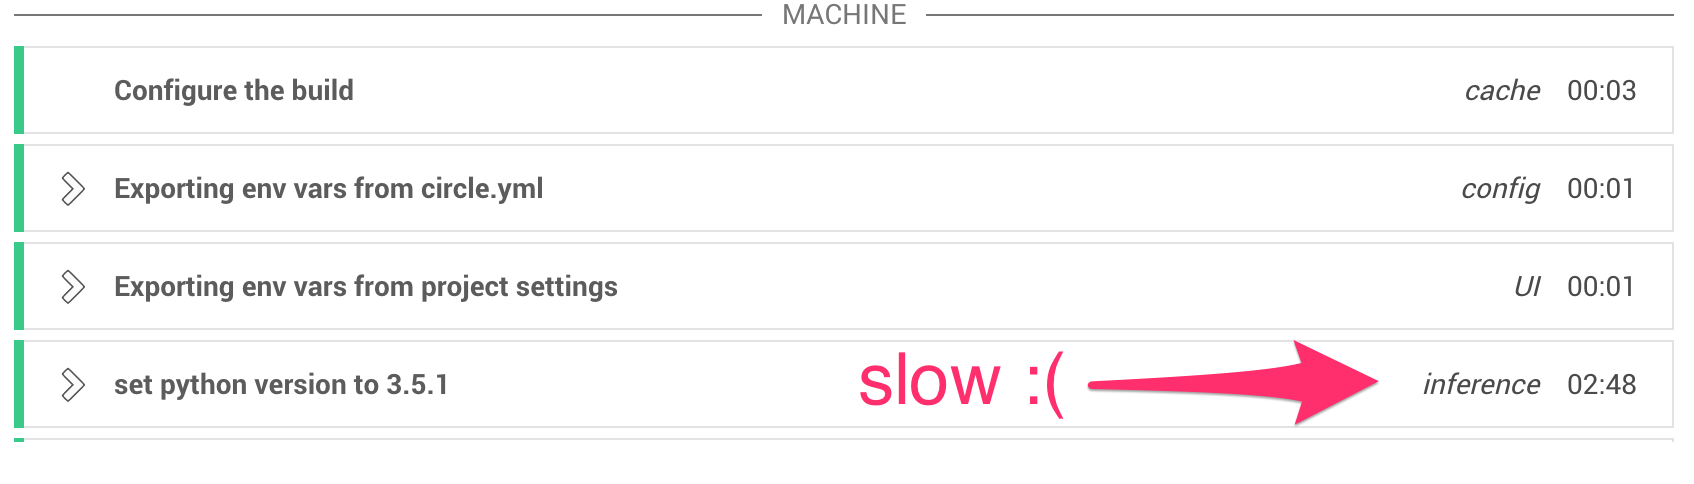 MACHINE
Configure the build cache 00:03
Exporting env vars from circle.yml config 00:01
Exporting env vars from project settings UI 00:01
set python version to 3.5.1 slow :( inference 02:48